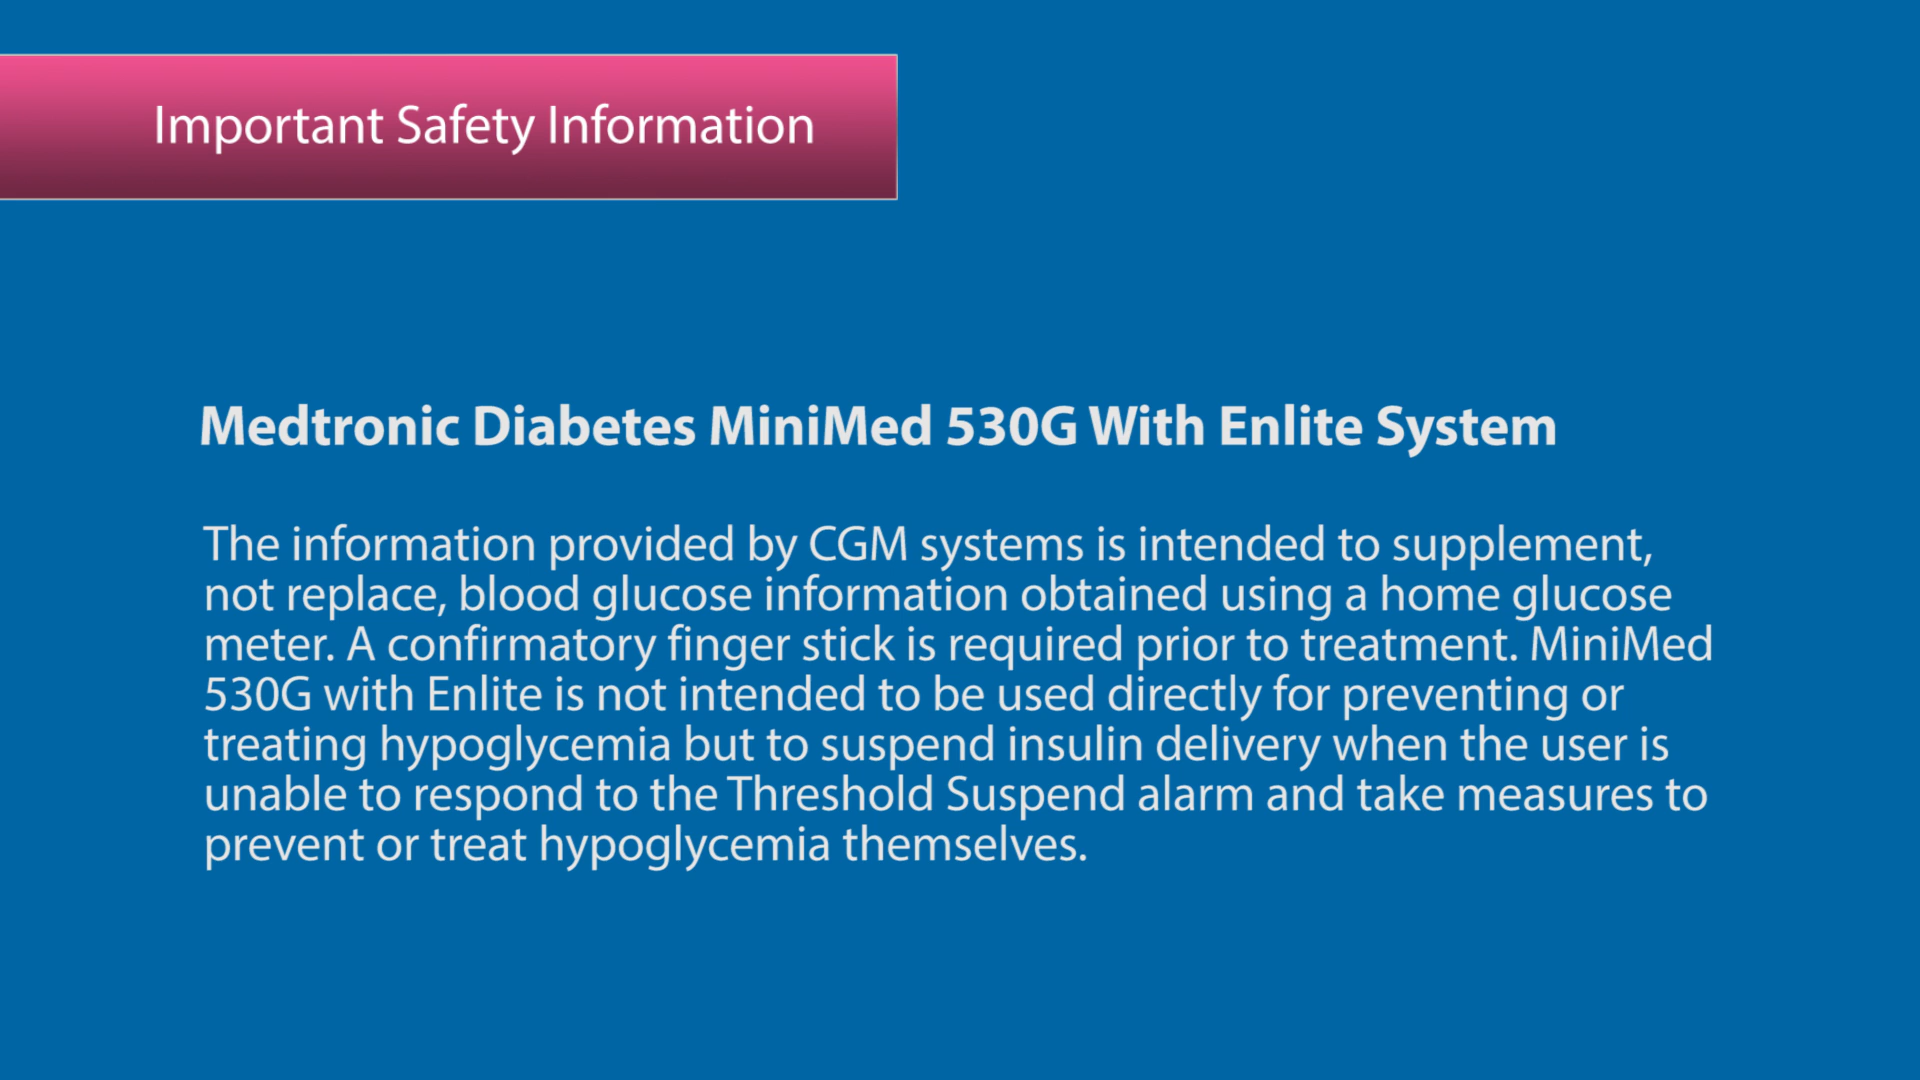 Important Safety Information
Medtronic Diabetes MiniMed 530G With Enlite System
The information provided by CGM systems is intended to supplement,
not replace, blood glucose information obtained using a home glucose
meter. A confirmatory finger stick is required prior to treatment. MiniMed
530G with Enlite is not intended to be used directly for preventing or
treating hypoglycemia but to suspend insulin delivery when the user is
unable to respond to the Threshold Suspend alarm and take measures to
prevent or treat hypoglycemia themselves.